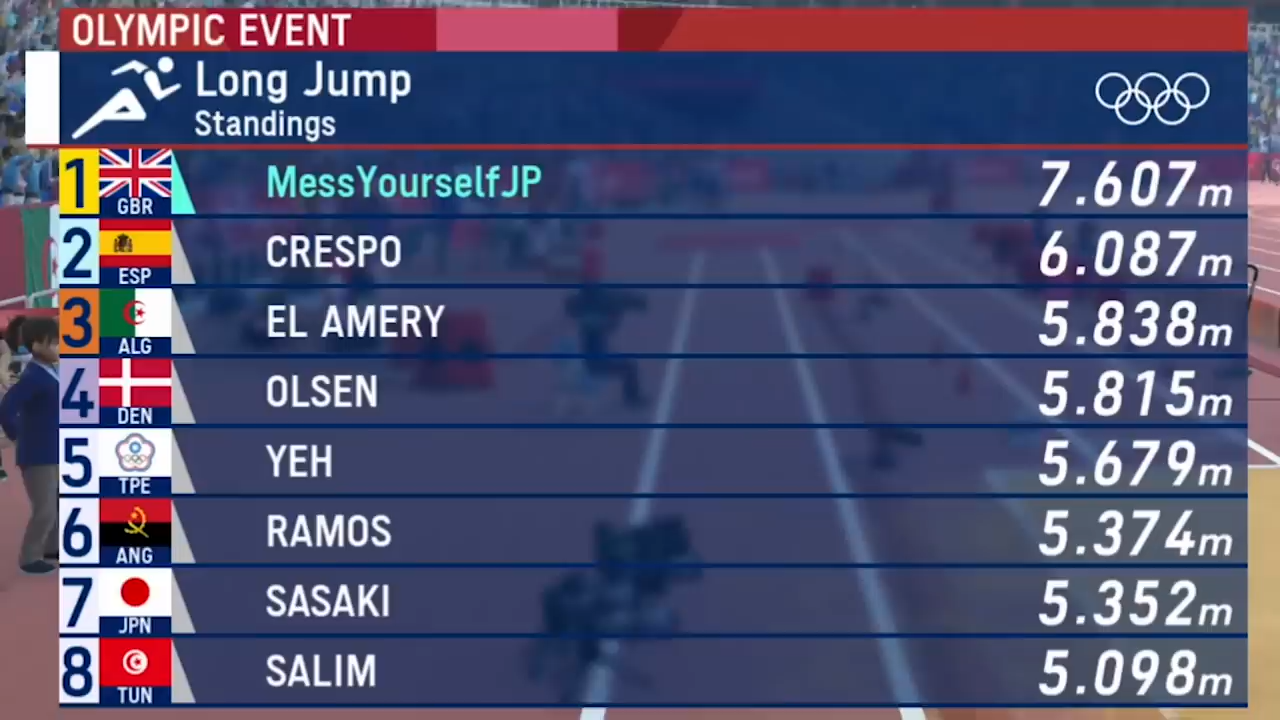 OLYMPIC EVENT
Long Jump
Standings
1 GBR MessYourselfJP 7.607m
2 ESP CRESPO 6.087m
3 ALG EL AMERY 5.838m
4 DEN OLSEN 5.815m
5 TPE YEH 5.679m
6 ANG RAMOS 5.374m
7 JPN SASAKI 5.352m
8 TUN SALIM 5.098m